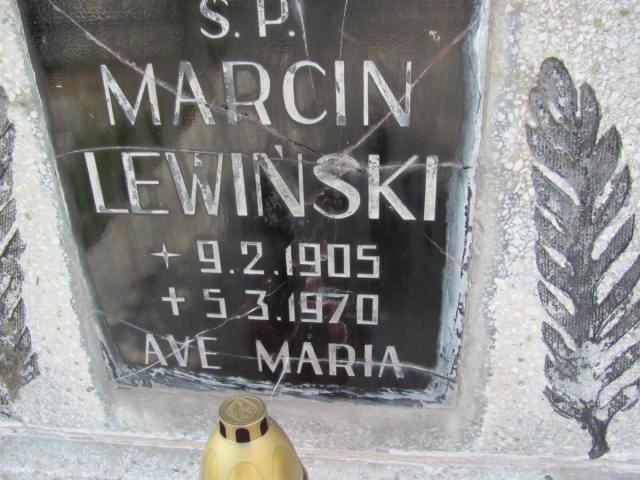 Ś.P.
MARCIN
LEWIŃSKI
✶ 9.2.1905
✝ 5.3.1970
AVE MARIA